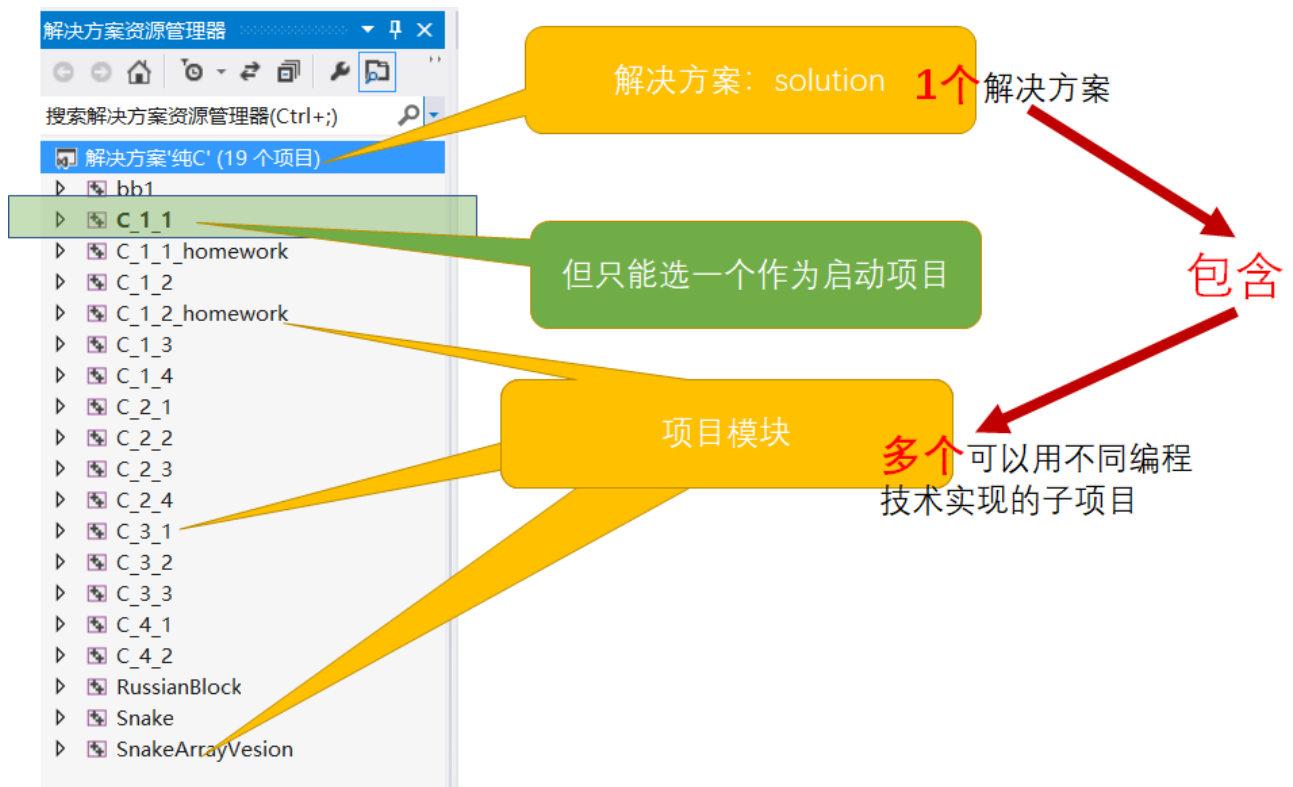 解决方案资源管理器
搜索解决方案资源管理器(Ctrl+;)
解决方案'纯C' (19 个项目)
bb1
C_1_1
C_1_1_homework
C_1_2
C_1_2_homework
C_1_3
C_1_4
C_2_1
C_2_2
C_2_3
C_2_4
C_3_1
C_3_2
C_3_3
C_4_1
C_4_2
RussianBlock
Snake
SnakeArrayVesion
解决方案：solution
1个解决方案
但只能选一个作为启动项目
包含
项目模块
多个可以用不同编程
技术实现的子项目